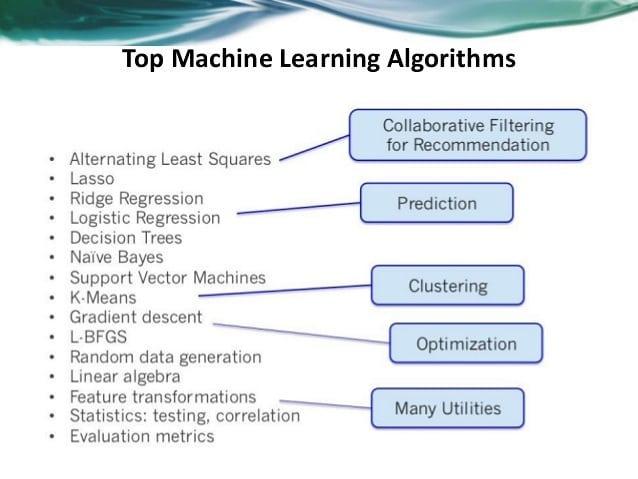 Top Machine Learning Algorithms
Collaborative Filtering
for Recommendation
• Alternating Least Squares
• Lasso
• Ridge Regression
• Logistic Regression
• Decision Trees
• Naïve Bayes
• Support Vector Machines
• K-Means
• Gradient descent
• L-BFGS
• Random data generation
• Linear algebra
• Feature transformations
• Statistics: testing, correlation
• Evaluation metrics
Prediction
Clustering
Optimization
Many Utilities